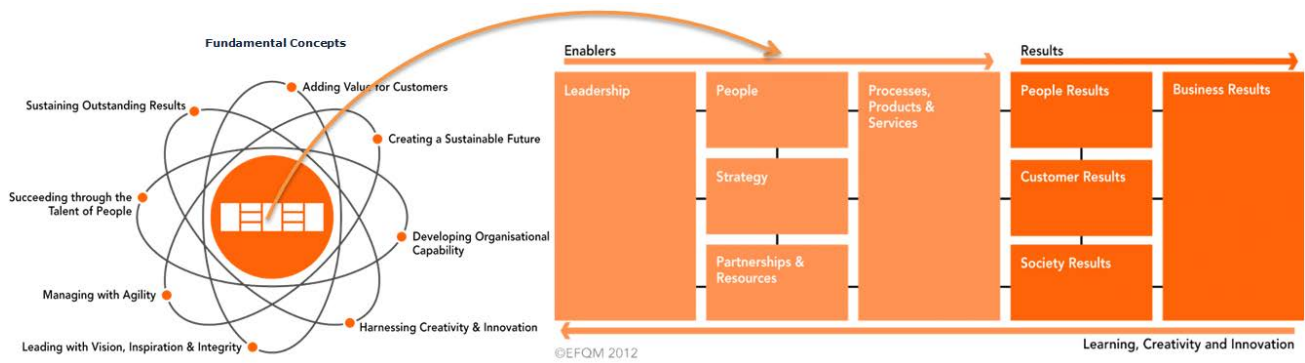 Fundamental Concepts
Adding Value for Customers
Sustaining Outstanding Results
Creating a Sustainable Future
Succeeding through the
Talent of People
Developing Organisational
Capability
Managing with Agility
Harnessing Creativity & Innovation
Leading with Vision, Inspiration & Integrity
Enablers
Results
Leadership
People
Processes,
Products &
Services
People Results
Business Results
Strategy
Customer Results
Partnerships &
Resources
Society Results
Learning, Creativity and Innovation
©EFQM 2012